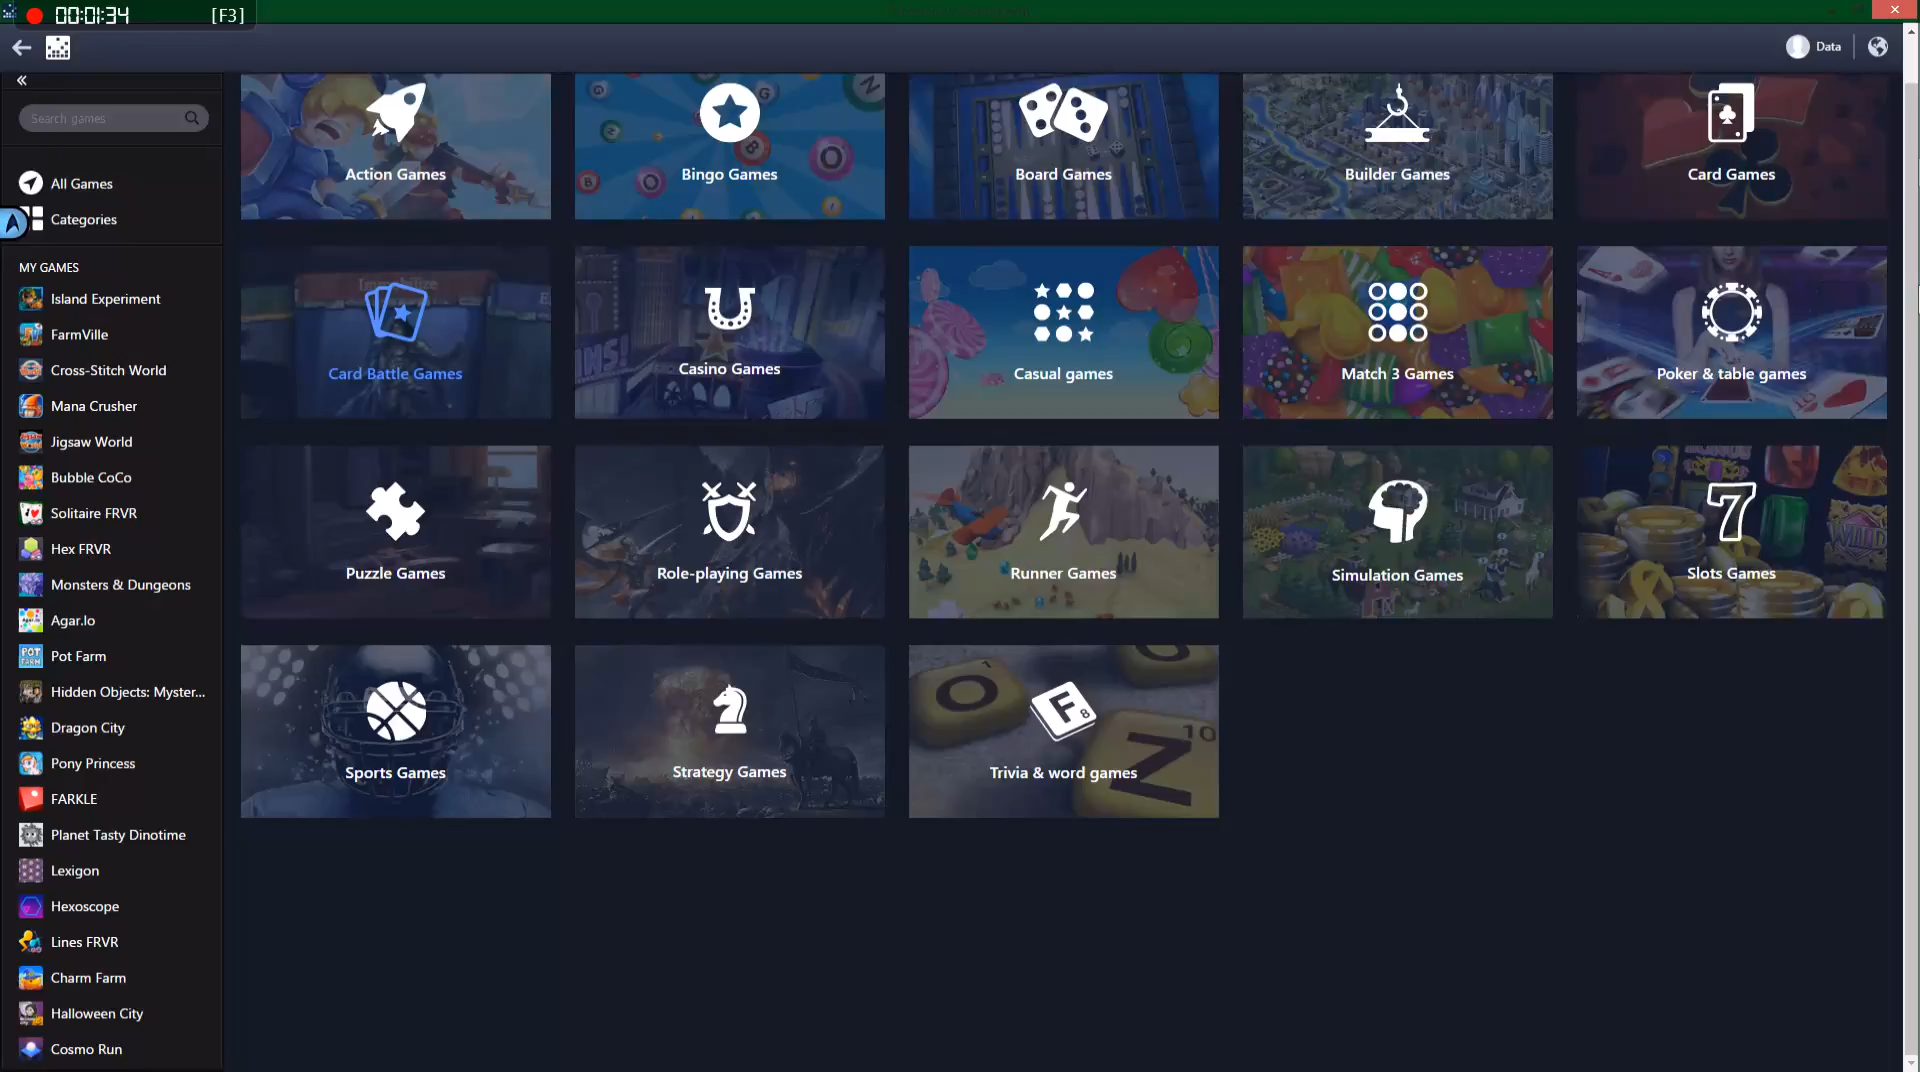 00:01:34 [F3]
Data
Search games
All Games
Categories
MY GAMES
Island Experiment
FarmVille
Cross-Stitch World
Mana Crusher
Jigsaw World
Bubble CoCo
Solitaire FRVR
Hex FRVR
Monsters & Dungeons
Agar.Io
Pot Farm
Hidden Objects: Myster...
Dragon City
Pony Princess
FARKLE
Planet Tasty Dinotime
Lexigon
Hexoscope
Lines FRVR
Charm Farm
Halloween City
Cosmo Run
Action Games
Bingo Games
Board Games
Builder Games
Card Games
Card Battle Games
Casino Games
Casual games
Match 3 Games
Poker & table games
Puzzle Games
Role-playing Games
Runner Games
Simulation Games
7
Slots Games
Sports Games
Strategy Games
O 1
F 8
Z 10
Trivia & word games